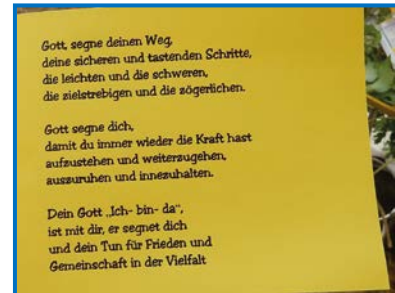 Gott, segne deinen Weg,
deine sicheren und tastenden Schritte,
die leichten und die schweren,
die zielstrebigen und die zögerlichen.
Gott segne dich,
damit du immer wieder die Kraft hast
aufzustehen und weiterzugehen,
auszuruhen und innezuhalten.
Dein Gott „Ich- bin- da“,
ist mit dir, er segnet dich
und dein Tun für Frieden und
Gemeinschaft in der Vielfalt